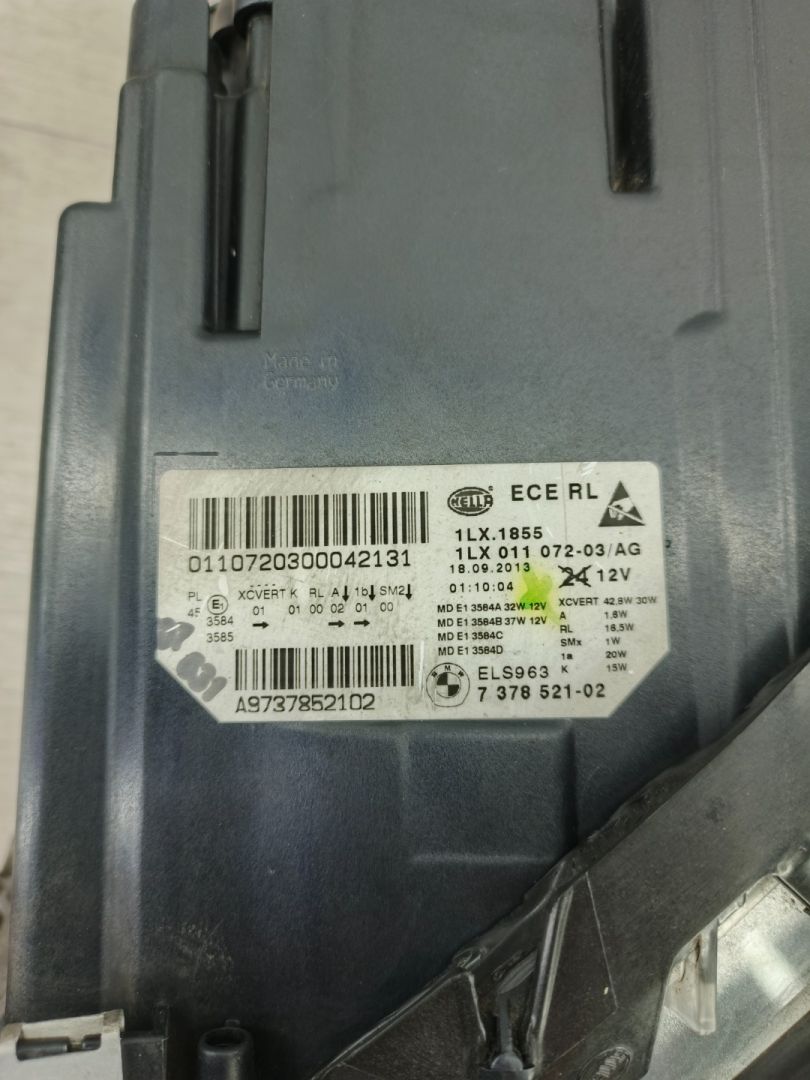 Made in
Germany
HELLA ® ECE RL
1LX.1855
0110720300042131
1LX 011 072-03/AG
18.09.2013
01:10:04
24 12V
PL XCVERT K RL A 1b SM2
45 E1 01 01 00 02 01 00
3584
3585
MD E1 3584A 32W 12V
MD E1 3584B 37W 12V
MD E1 3584C
MD E1 3584D
XCVERT 42.8W 30W
A 1.6W
RL 16.5W
SMx 1W
1a 20W
K 15W
A9737852102
BMW
ELS963
7 378 521-02